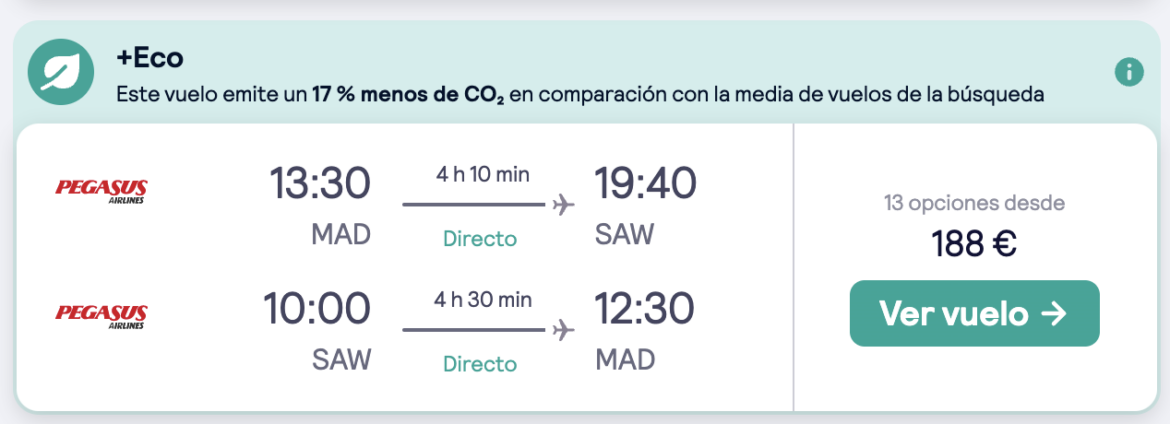 +Eco
Este vuelo emite un 17 % menos de CO₂ en comparación con la media de vuelos de la búsqueda
PEGASUS
AIRLINES
13:30
MAD
4 h 10 min
Directo
19:40
SAW
PEGASUS
AIRLINES
10:00
SAW
4 h 30 min
Directo
12:30
MAD
13 opciones desde
188 €
Ver vuelo →